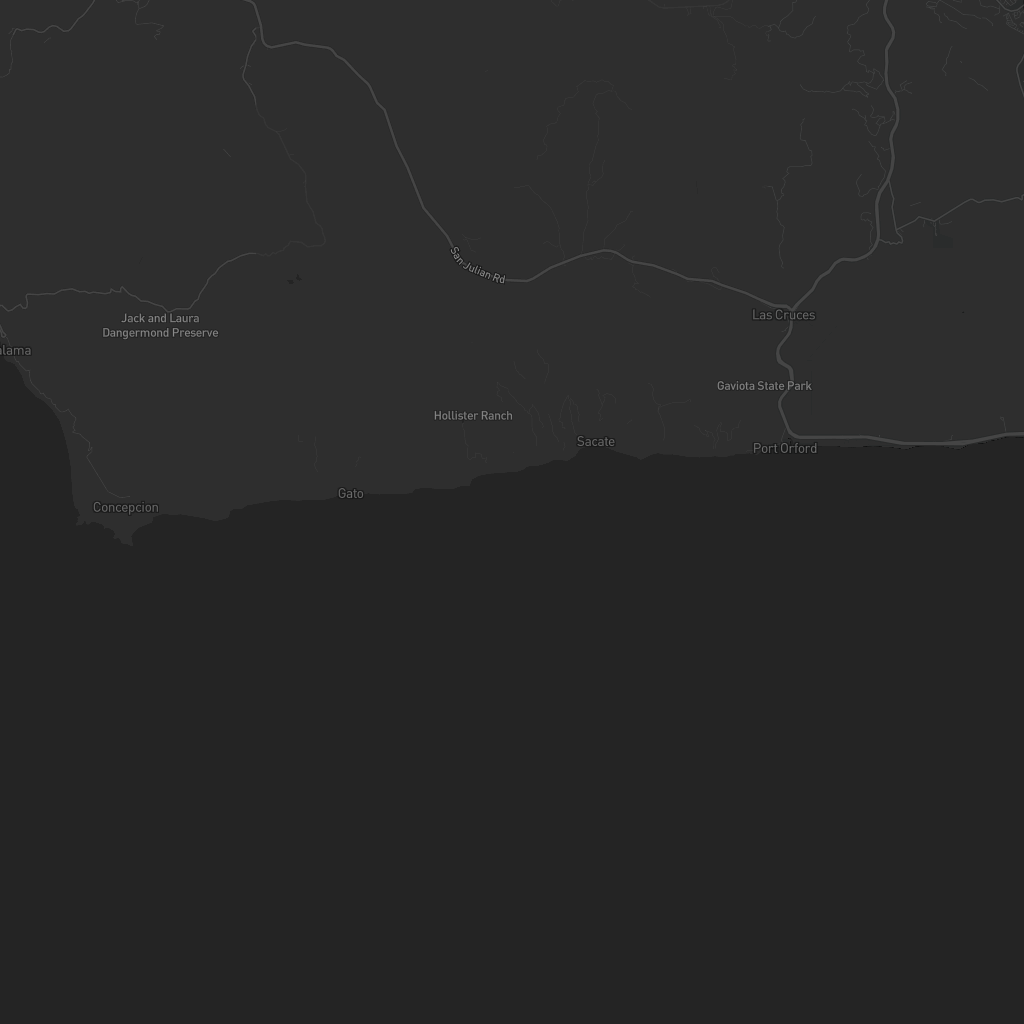 San Julian Rd
Las Cruces
Jack and Laura
Dangermond Preserve
alama
Gaviota State Park
Hollister Ranch
Sacate
Port Orford
Gato
Concepcion